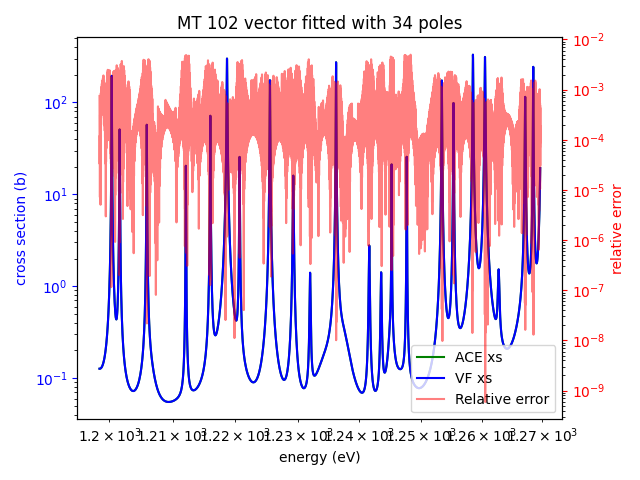 MT 102 vector fitted with 34 poles
cross section (b)
10²
10¹
10⁰
10⁻¹
10⁻²
10⁻³
10⁻⁴
10⁻⁵
10⁻⁶
10⁻⁷
10⁻⁸
10⁻⁹
relative error
ACE xs
VF xs
Relative error
1.2 × 10³ 1.21 × 10³ 1.22 × 10³ 1.23 × 10³ 1.24 × 10³ 1.25 × 10³ 1.26 × 10³ 1.27 × 10³
energy (eV)